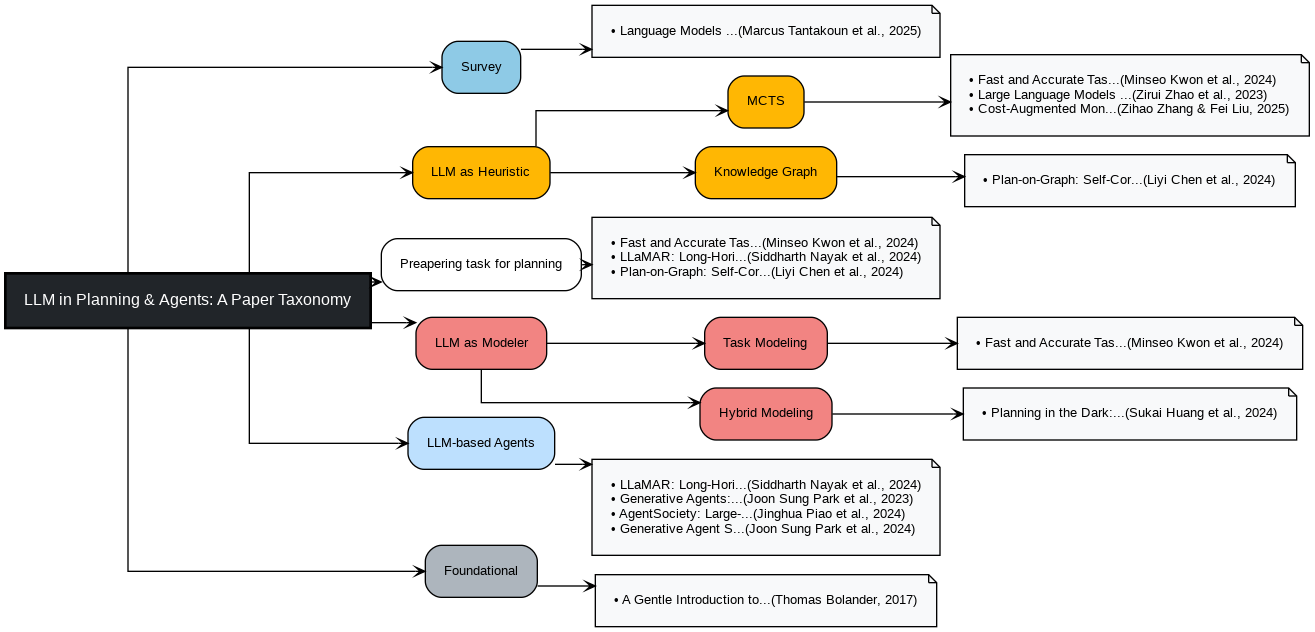 • Language Models ...(Marcus Tantakoun et al., 2025)
Survey
MCTS
• Fast and Accurate Tas...(Minseo Kwon et al., 2024)
• Large Language Models ...(Zirui Zhao et al., 2023)
• Cost-Augmented Mon...(Zihao Zhang & Fei Liu, 2025)
LLM as Heuristic
Knowledge Graph
• Plan-on-Graph: Self-Cor...(Liyi Chen et al., 2024)
Preapering task for planning
• Fast and Accurate Tas...(Minseo Kwon et al., 2024)
• LLaMAR: Long-Hori...(Siddharth Nayak et al., 2024)
• Plan-on-Graph: Self-Cor...(Liyi Chen et al., 2024)
LLM in Planning & Agents: A Paper Taxonomy
LLM as Modeler
Task Modeling
• Fast and Accurate Tas...(Minseo Kwon et al., 2024)
Hybrid Modeling
• Planning in the Dark:...(Sukai Huang et al., 2024)
LLM-based Agents
• LLaMAR: Long-Hori...(Siddharth Nayak et al., 2024)
• Generative Agents:...(Joon Sung Park et al., 2023)
• AgentSociety: Large-...(Jinghua Piao et al., 2024)
• Generative Agent S...(Joon Sung Park et al., 2024)
Foundational
• A Gentle Introduction to...(Thomas Bolander, 2017)